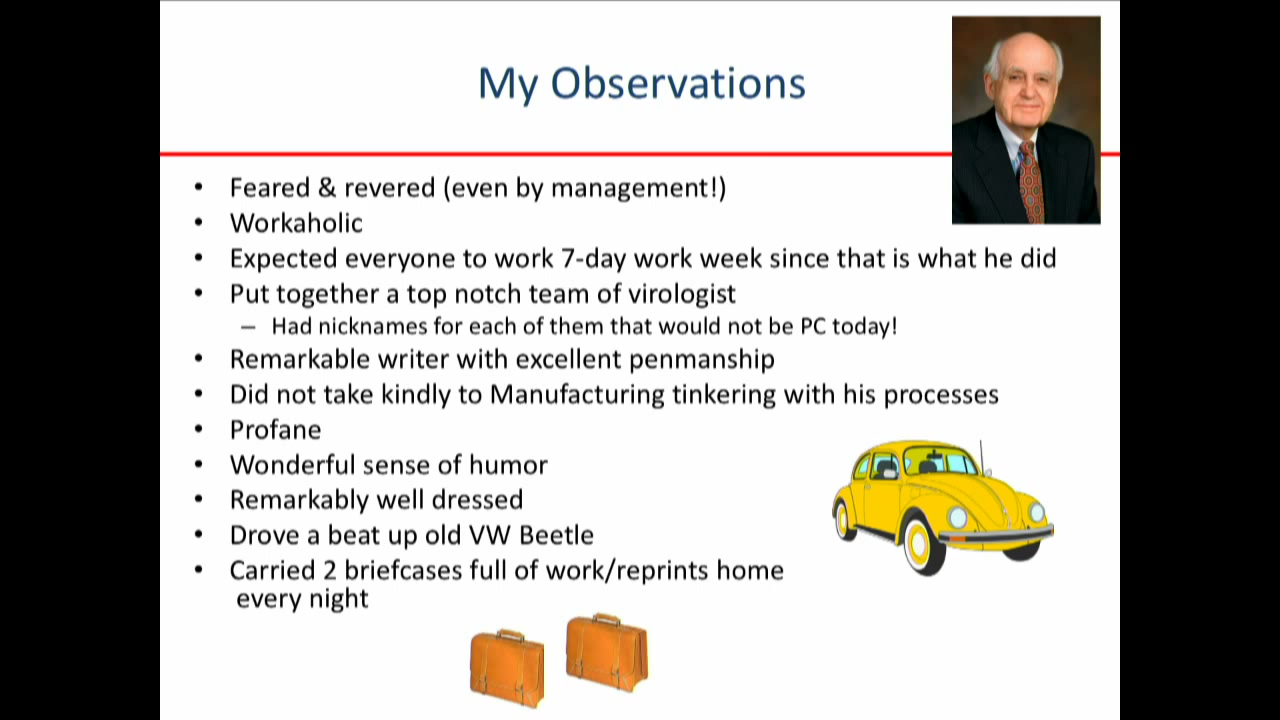 My Observations
• Feared & revered (even by management!)
• Workaholic
• Expected everyone to work 7-day work week since that is what he did
• Put together a top notch team of virologist
– Had nicknames for each of them that would not be PC today!
• Remarkable writer with excellent penmanship
• Did not take kindly to Manufacturing tinkering with his processes
• Profane
• Wonderful sense of humor
• Remarkably well dressed
• Drove a beat up old VW Beetle
• Carried 2 briefcases full of work/reprints home
every night